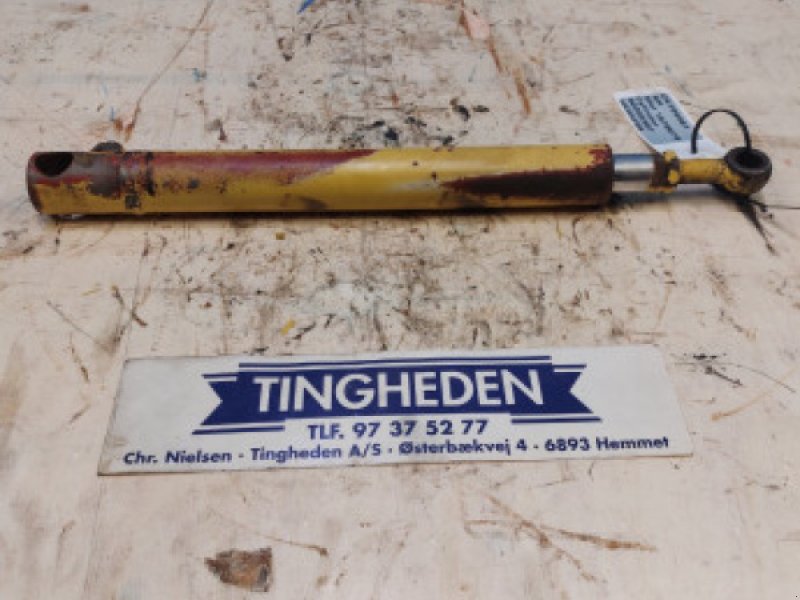 TINGHEDEN
TLF. 97 37 52 77
Chr. Nielsen - Tingheden A/S - Østerbækvej 4 - 6893 Hemmet